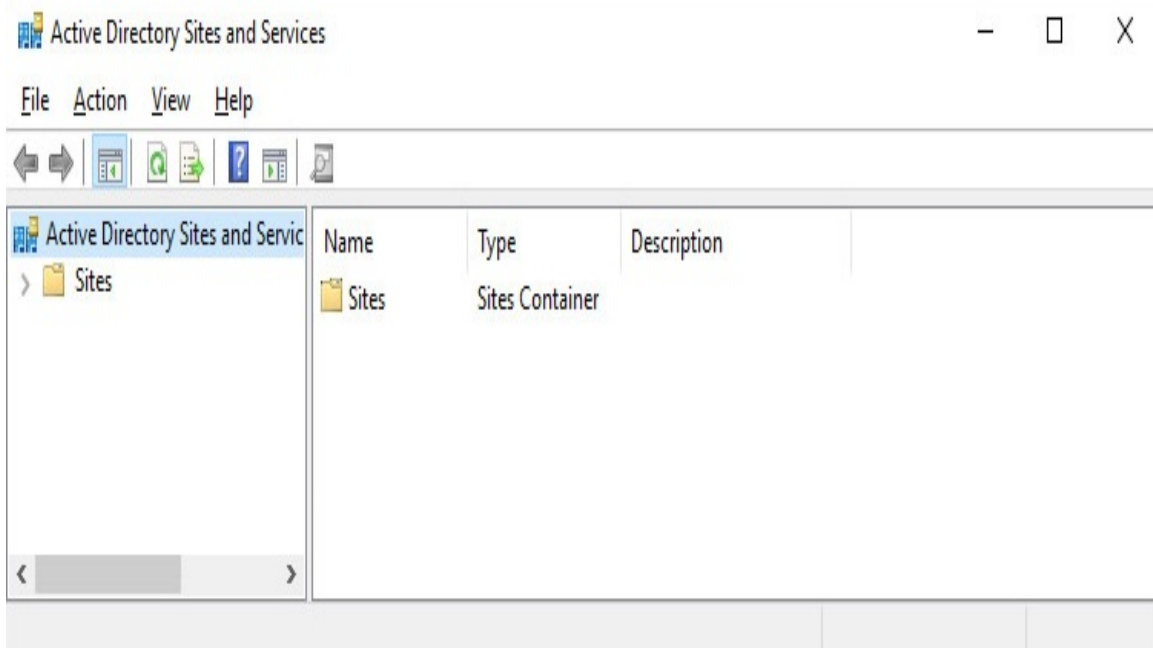 Active Directory Sites and Services
File Action View Help
Active Directory Sites and Servic
Sites
Name Type Description
Sites Sites Container